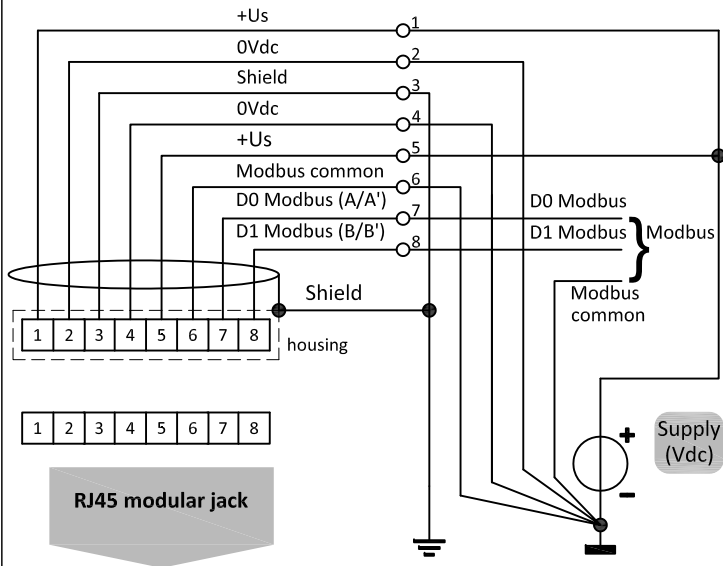 +Us
1
0Vdc
2
Shield
3
0Vdc
4
+Us
5
Modbus common
6
D0 Modbus (A/A')
7
D0 Modbus
D1 Modbus (B/B')
8
D1 Modbus
Modbus
Modbus
common
Shield
1 2 3 4 5 6 7 8
housing
1 2 3 4 5 6 7 8
+
Supply
(Vdc)
−
RJ45 modular jack